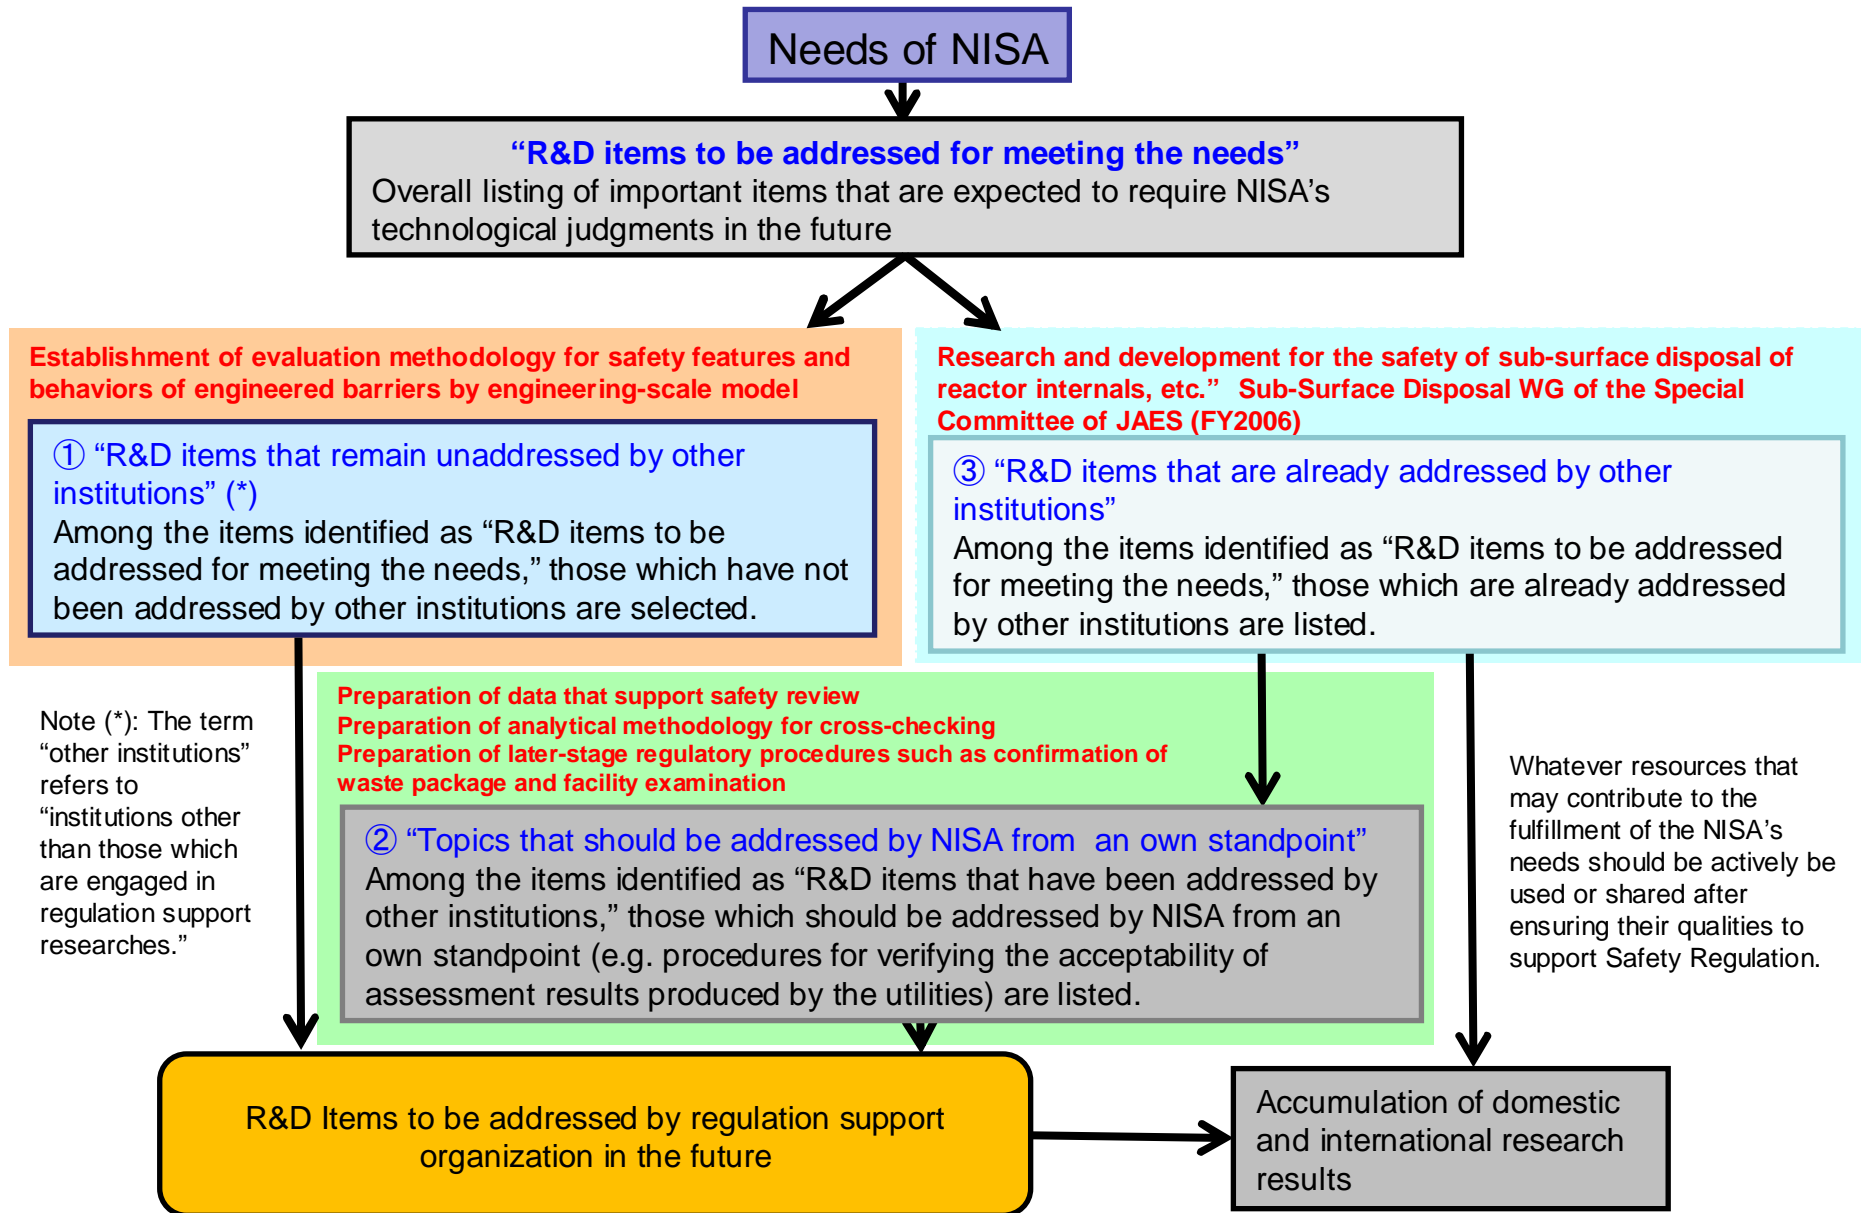 Needs of NISA
“R&D items to be addressed for meeting the needs”
Overall listing of important items that are expected to require NISA’s
technological judgments in the future
Establishment of evaluation methodology for safety features and
behaviors of engineered barriers by engineering-scale model
① “R&D items that remain unaddressed by other
institutions” (*)
Among the items identified as “R&D items to be
addressed for meeting the needs,” those which have not
been addressed by other institutions are selected.
Research and development for the safety of sub-surface disposal of
reactor internals, etc.” Sub-Surface Disposal WG of the Special
Committee of JAES (FY2006)
③ “R&D items that are already addressed by other
institutions”
Among the items identified as “R&D items to be addressed
for meeting the needs,” those which are already addressed
by other institutions are listed.
Note (*): The term
“other institutions”
refers to
“institutions other
than those which
are engaged in
regulation support
researches.”
Preparation of data that support safety review
Preparation of analytical methodology for cross-checking
Preparation of later-stage regulatory procedures such as confirmation of
waste package and facility examination
② “Topics that should be addressed by NISA from an own standpoint”
Among the items identified as “R&D items that have been addressed by
other institutions,” those which should be addressed by NISA from an
own standpoint (e.g. procedures for verifying the acceptability of
assessment results produced by the utilities) are listed.
Whatever resources that
may contribute to the
fulfillment of the NISA’s
needs should be actively be
used or shared after
ensuring their qualities to
support Safety Regulation.
R&D Items to be addressed by regulation support
organization in the future
Accumulation of domestic
and international research
results